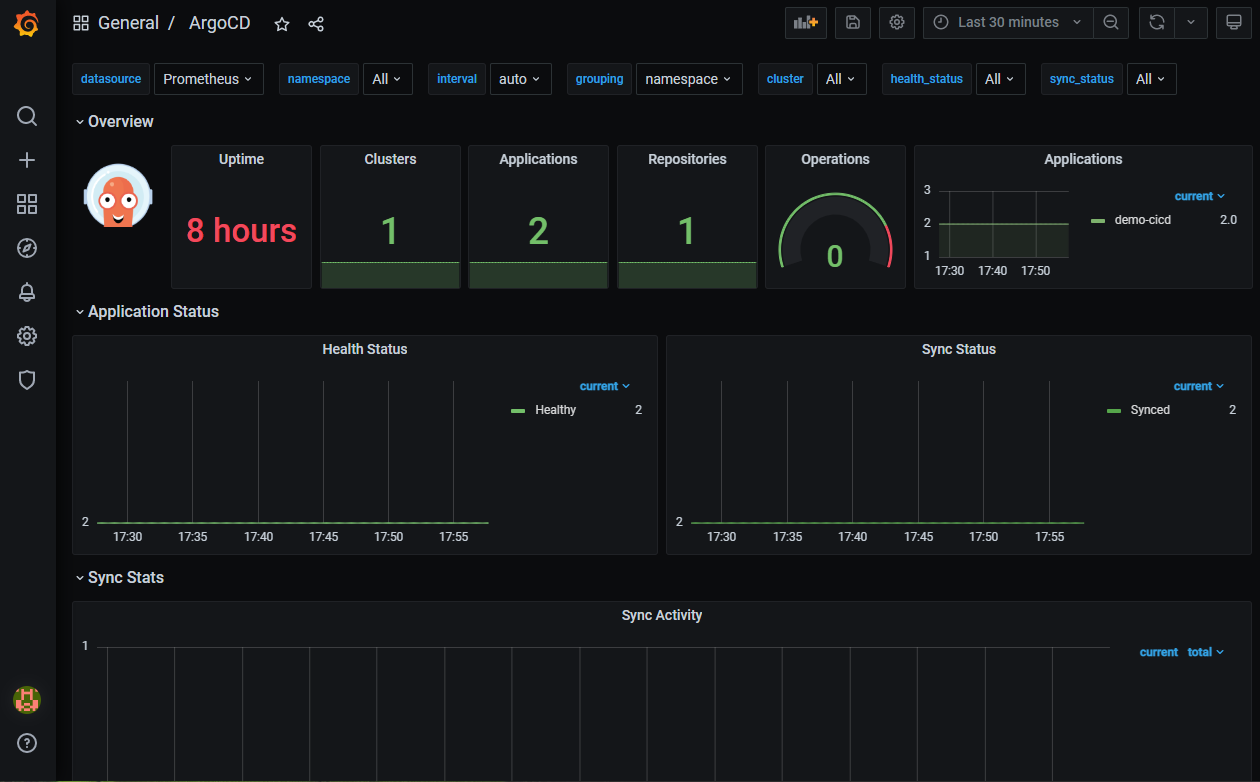 General / ArgoCD
Last 30 minutes
datasource Prometheus namespace All interval auto grouping namespace cluster All health_status All sync_status All
Overview
Uptime
8 hours
Clusters
1
Applications
2
Repositories
1
Operations
0
Applications
3
2
1
17:30 17:40 17:50
current
demo-cicd 2.0
Application Status
Health Status
current
Healthy 2
2
17:30 17:35 17:40 17:45 17:50 17:55
Sync Status
current
Synced 2
2
17:30 17:35 17:40 17:45 17:50 17:55
Sync Stats
Sync Activity
1
current total